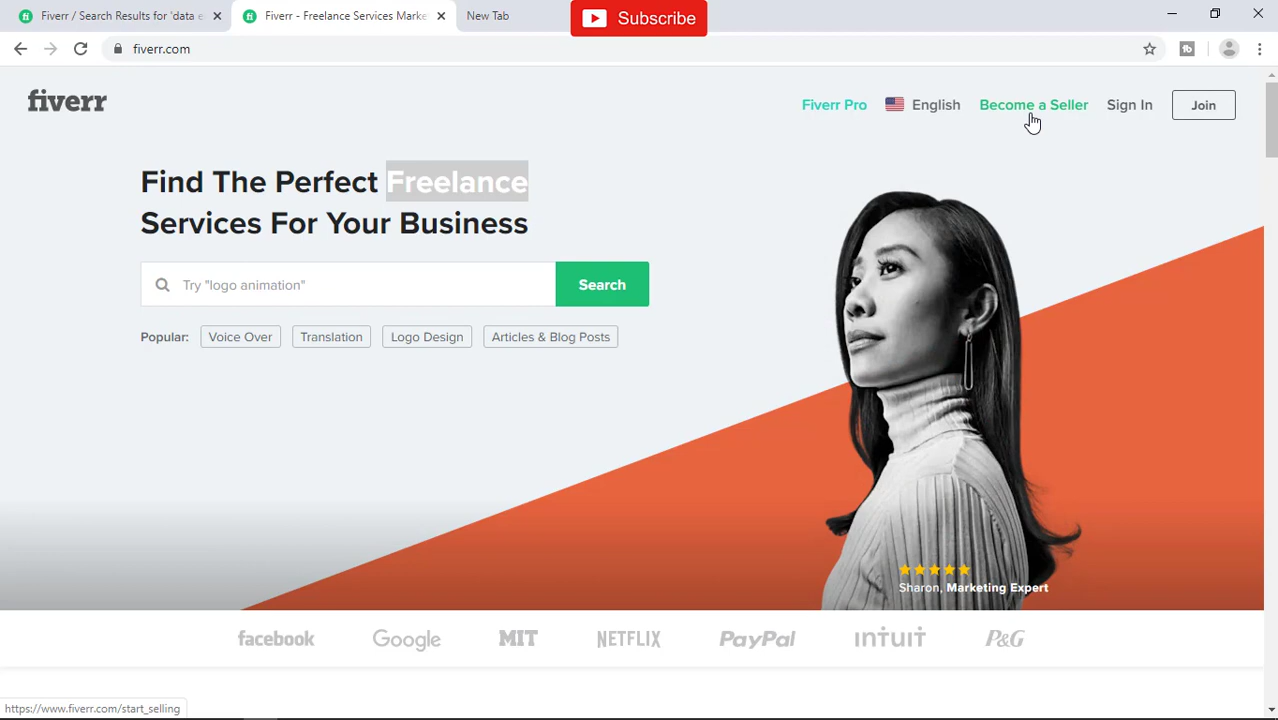 Fiverr / Search Results for 'data e
Fiverr - Freelance Services Marke
New Tab
Subscribe
fiverr.com
fiverr
Fiverr Pro
English
Become a Seller
Sign In
Join
Find The Perfect Freelance
Services For Your Business
Try "logo animation"
Search
Popular:
Voice Over
Translation
Logo Design
Articles & Blog Posts
Sharon, Marketing Expert
facebook
Google
MIT
NETFLIX
PayPal
intuit
P&G
https://www.fiverr.com/start_selling